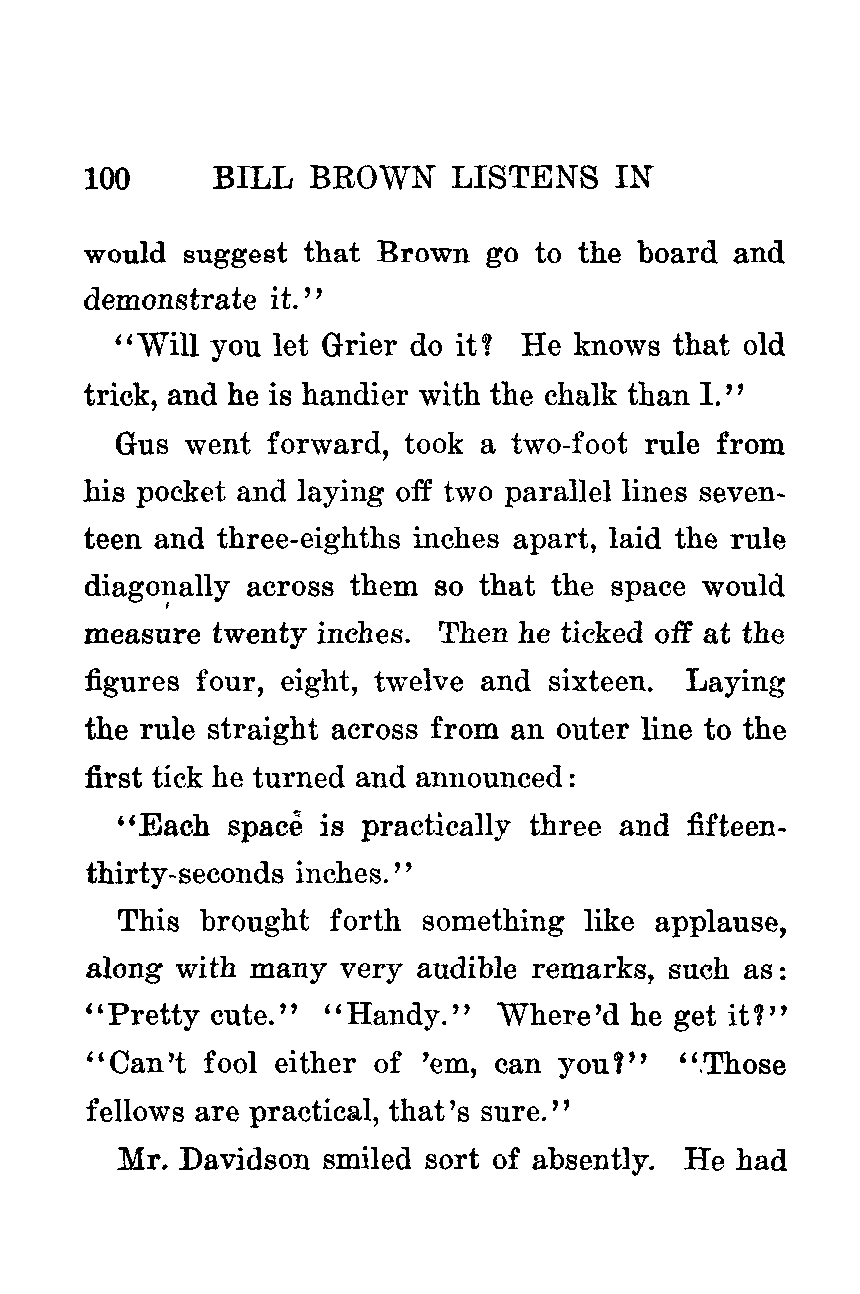 100 BILL BROWN LISTENS IN
would suggest that Brown go to the board and
demonstrate it.”
“Will you let Grier do it? He knows that old
trick, and he is handier with the chalk than I.”
Gus went forward, took a two-foot rule from
his pocket and laying off two parallel lines seven-
teen and three-eighths inches apart, laid the rule
diagonally across them so that the space would
measure twenty inches. Then he ticked off at the
figures four, eight, twelve and sixteen. Laying
the rule straight across from an outer line to the
first tick he turned and announced:
“Each space is practically three and fifteen-
thirty-seconds inches.”
This brought forth something like applause,
along with many very audible remarks, such as:
“Pretty cute.” “Handy.” Where’d he get it?”
“Can’t fool either of ’em, can you?” “Those
fellows are practical, that’s sure.”
Mr. Davidson smiled sort of absently. He had